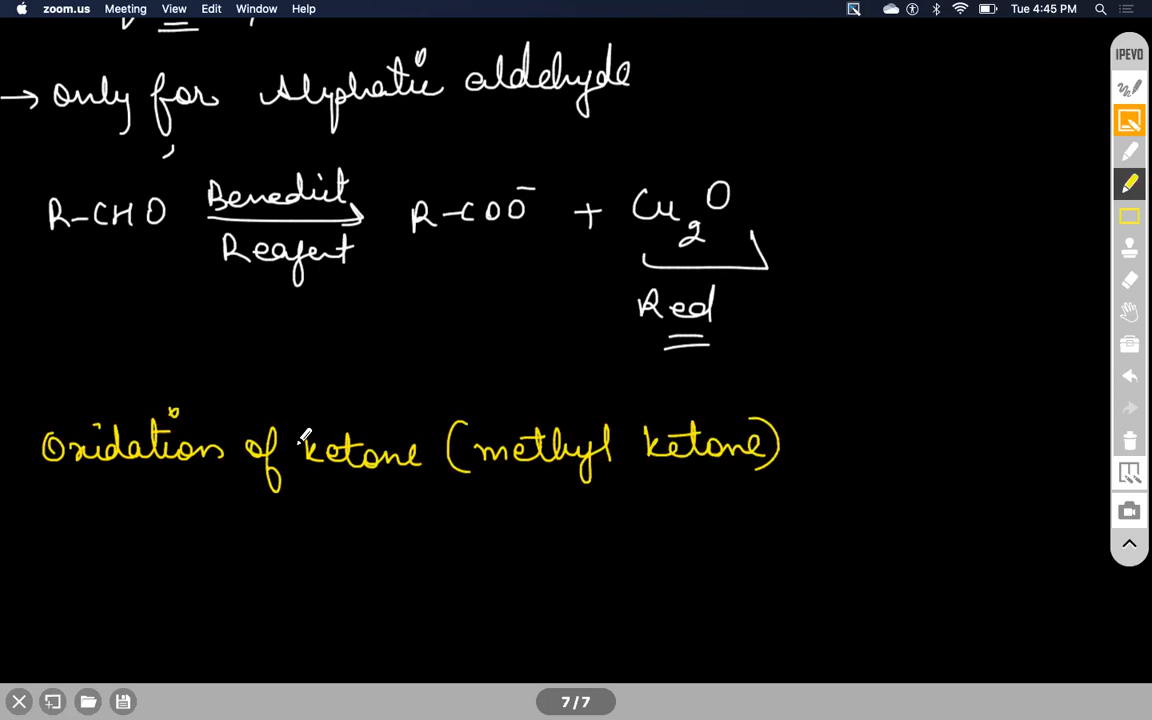 zoom.us Meeting View Edit Window Help Tue 4:45 PM
IPEVO
→ only for Alyphatic aldehyde
R-CHO Benedict Reagent → R-COO⁻ + Cu₂O
Red
Oxidation of ketone (methyl ketone)
7/7